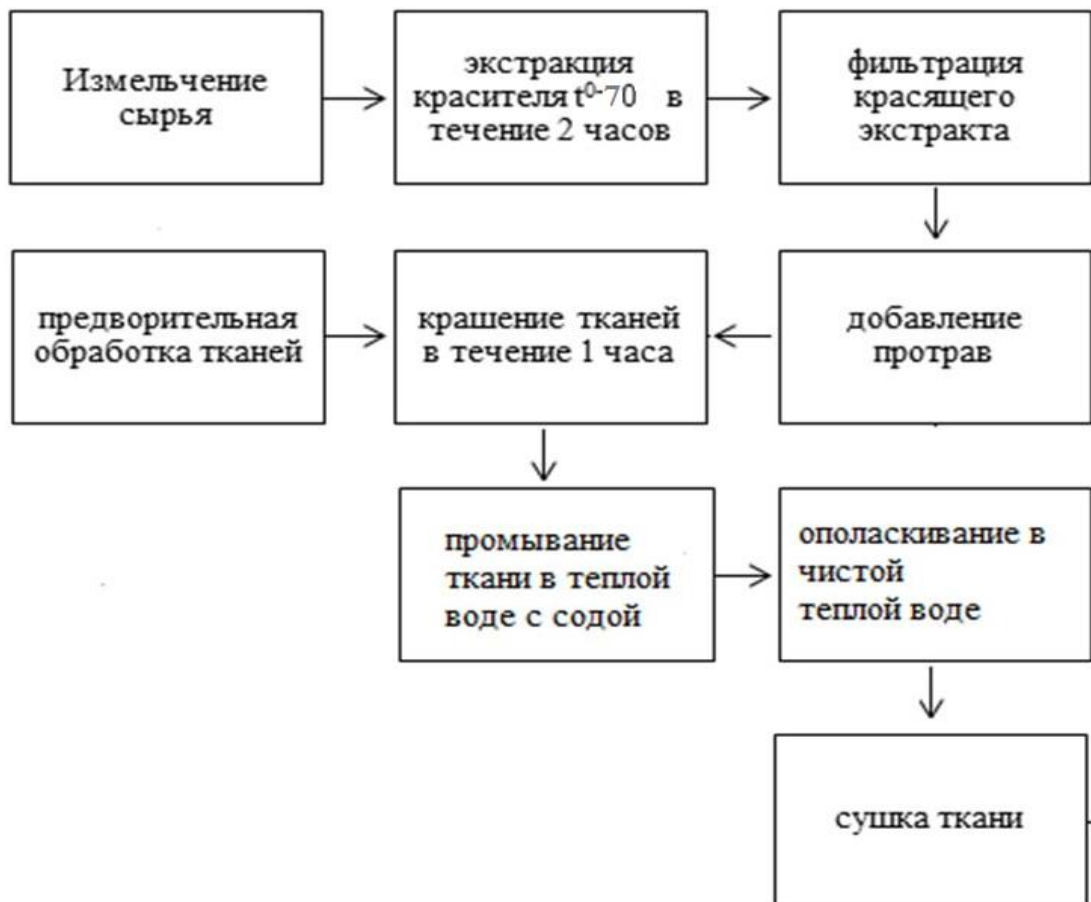 Измельчение
сырья
экстракция
красителя t⁰-70 в
течение 2 часов
фильтрация
красящего
экстракта
предворительная
обработка тканей
крашение тканей
в течение 1 часа
добавление
протрав
промывание
ткани в теплой
воде с содой
ополаскивание в
чистой
теплой воде
сушка ткани